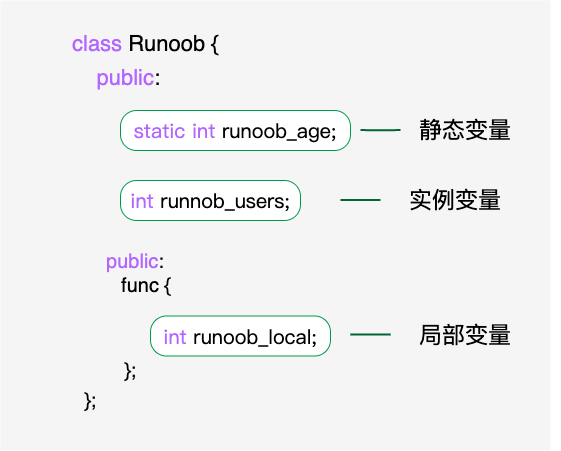 class Runoob {
public:
static int runoob_age; 静态变量
int runnob_users; 实例变量
public:
func {
int runoob_local; 局部变量
};
};